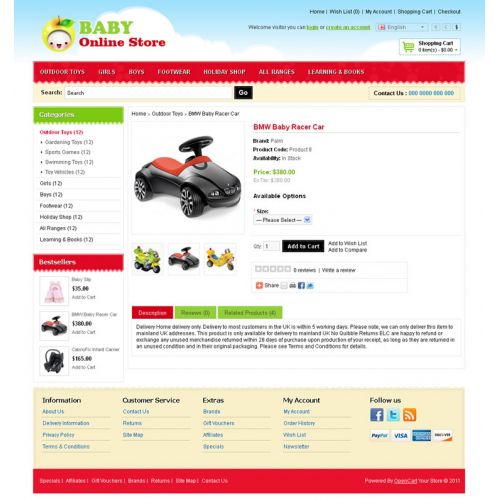 Home | Wish List (0) | My Account | Shopping Cart | Checkout
BABY
Online Store
Welcome visitor you can login or create an account.
English
€ £ $
Shopping Cart
0 item(s) - $0.00
OUTDOOR TOYS GIRLS BOYS FOOTWEAR HOLIDAY SHOP ALL RANGES LEARNING & BOOKS
Search: Search Go
Contact Us : 000 0000 000 000
Categories
Outdoor Toys (12)
Gardening Toys (12)
Sports Games (12)
Swimming Toys (12)
Toy Vehicles (12)
Girls (12)
Boys (12)
Footwear (12)
Holiday Shop (12)
All Ranges (12)
Learning & Books (12)
Bestsellers
Baby Slip
$35.00
Add to Cart
BMW Baby Racer Car
$380.00
Add to Cart
Infant Carrier
$165.00
Add to Cart
Home » Outdoor Toys » BMW Baby Racer Car
BMW Baby Racer Car
Brand: Palm
Product Code: Product 8
Availability: In Stock
Price: $380.00
Ex Tax: $380.00
Available Options
* Size:
--- Please Select ---
Qty: 1 Add to Cart
Add to Wish List
Add to Compare
0 reviews | Write a review
Share
Description Reviews (0) Related Products (4)
Delivery Home delivery only. Delivery to most customers in the UK is within 5 working days. Please note, we can only deliver this item to
mainland UK addresses. This product is only available for delivery to mainland UK No Quibble Returns ELC are happy to refund or
exchange any unused merchandise returned within 28 days of purchase upon production of your receipt, as long as they are returned in
an unused condition and in their original packaging. Please see Terms and Conditions for details.
Information
About Us
Delivery Information
Privacy Policy
Terms & Conditions
Customer Service
Contact Us
Returns
Site Map
Extras
Brands
Gift Vouchers
Affiliates
Specials
My Account
My Account
Order History
Wish List
Newsletter
Follow us
PayPal VISA
Specials | Affiliates | Gift Vouchers | Brands | Returns | Site Map | Contact Us
Powered By OpenCart Your Store © 2011